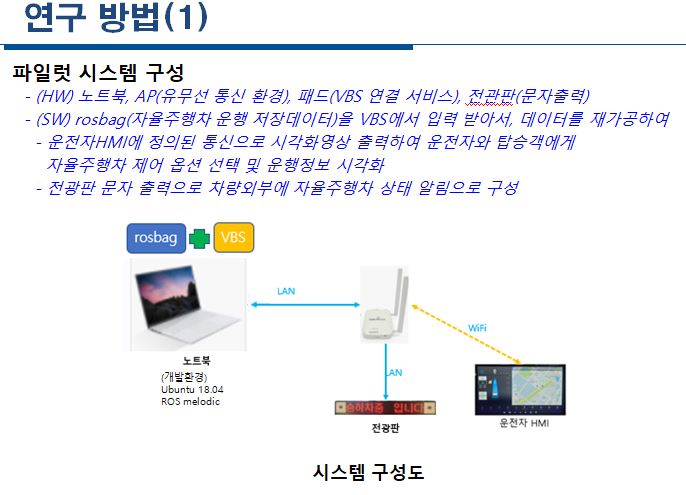 연구 방법(1)
파일럿 시스템 구성
- (HW) 노트북, AP(유무선 통신 환경), 패드(VBS 연결 서비스), 전광판(문자출력)
- (SW) rosbag(자율주행차 운행 저장데이터)을 VBS에서 입력 받아서, 데이터를 재가공하여
- 운전자HMI에 정의된 통신으로 시각화영상 출력하여 운전자와 탑승객에게
자율주행차 제어 옵션 선택 및 운행정보 시각화
- 전광판 문자 출력으로 차량외부에 자율주행차 상태 알림으로 구성
rosbag
VBS
LAN
WiFi
노트북
(개발환경)
Ubuntu 18.04
ROS melodic
LAN
승하차중 입니다
전광판
운전자 HMI
시스템 구성도